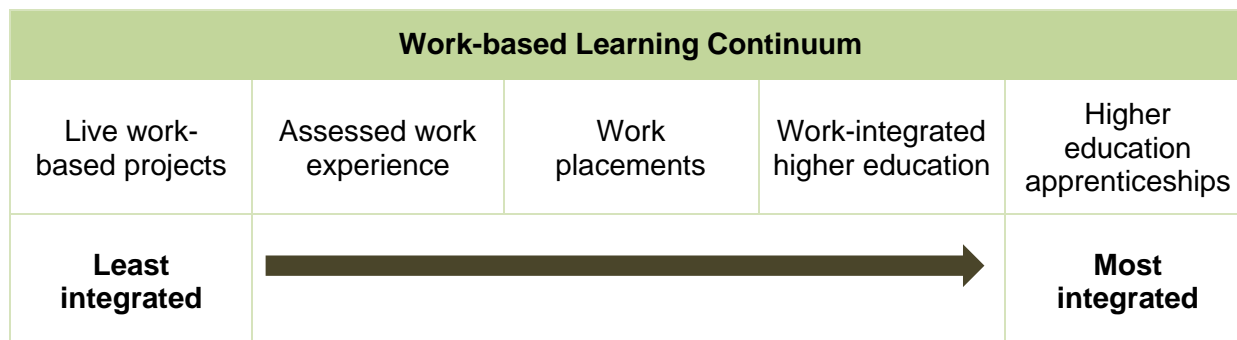 Work-based Learning Continuum
Live work-
based projects
Assessed work
experience
Work
placements
Work-integrated
higher education
Higher
education
apprenticeships
Least
integrated
Most
integrated